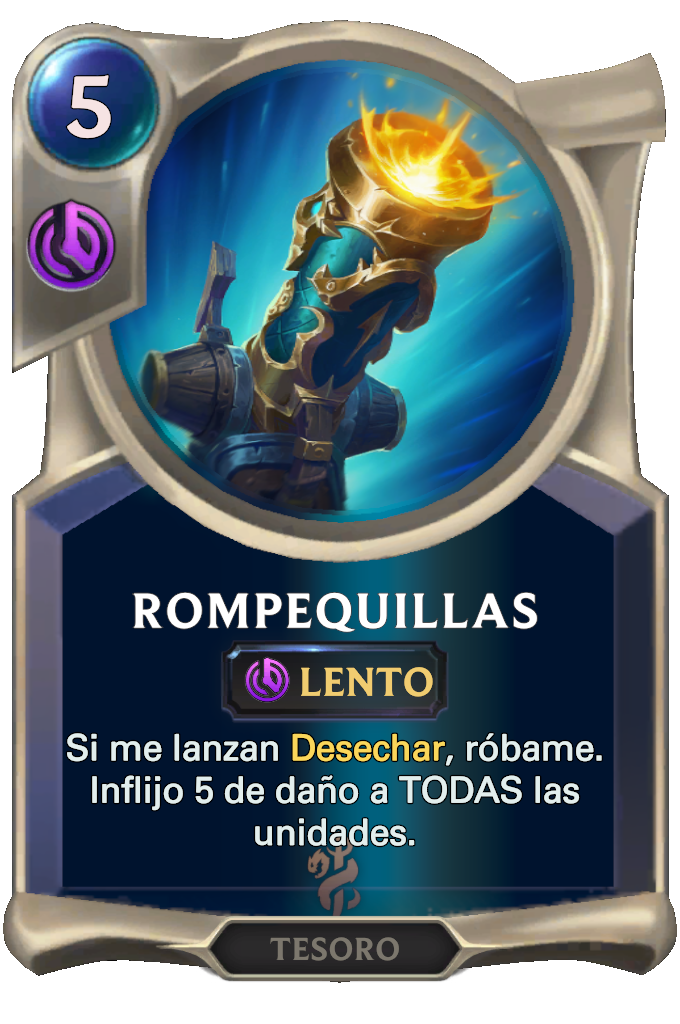 5
ROMPEQUILLAS
LENTO
Si me lanzan Desechar, róbame.
Inflijo 5 de daño a TODAS las
unidades.
TESORO